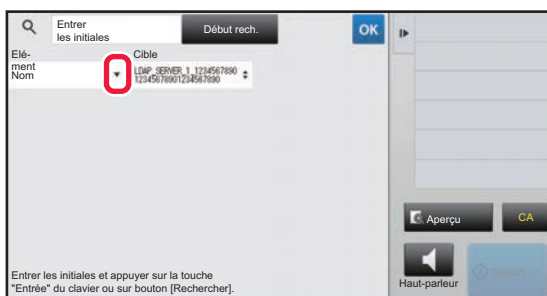 Entrer
les initiales
Début rech.
OK
Elé-
ment
Cible
Nom
LDAP_SERVER_1_1234567890
12345678901234567890
Aperçu
CA
Départ
Haut-parleur
Entrer les initiales et appuyer sur la touche
"Entrée" du clavier ou sur bouton [Rechercher].